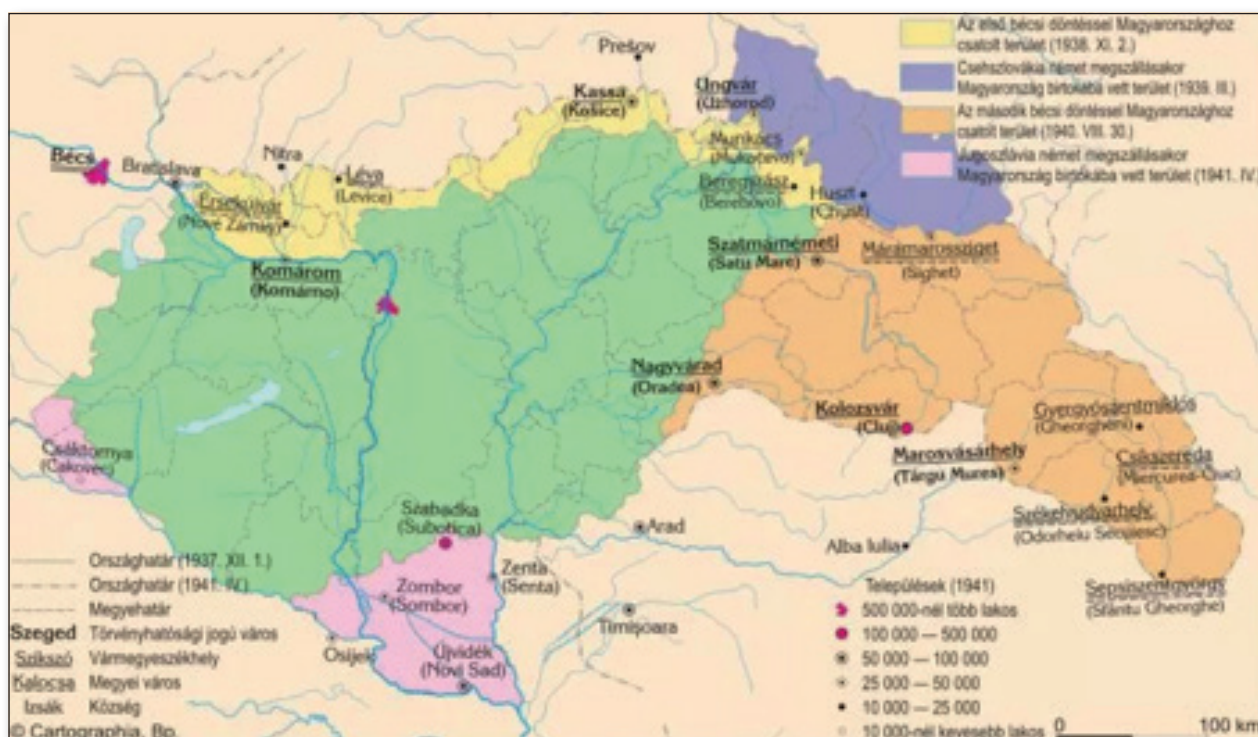 Az első bécsi döntéssel Magyarországhoz
csatolt terület (1938. XI. 2.)
Csehszlovákia német megszállásakor
Magyarország birtokába vett terület (1939. III.)
Az második bécsi döntéssel Magyarországhoz
csatolt terület (1940. VIII. 30.)
Jugoszlávia német megszállásakor
Magyarország birtokába vett terület (1941. IV.)
Prešov
Kassa
(Košice)
Ungvár
(Užhorod)
Munkács
(Mukačevo)
Beregszász
(Berehovo)
Huszt
(Chust)
Bécs
Bratislava
Nitra
Léva
(Levice)
Érsekújvár
(Nové Zámky)
Komárom
(Komárno)
Szatmárnémeti
(Satu Mare)
Máramarossziget
(Sighet)
Nagyvárad
(Oradea)
Kolozsvár
(Cluj)
Gyergyószentmiklós
(Gheorgheni)
Marosvásárhely
(Târgu Mures)
Csíkszereda
(Miercurea-Ciuc)
Székelyudvarhely
(Odorheiu Secuiesc)
Sepsiszentgyörgy
(Sfântu Gheorghe)
Csáktornya
(Čakovec)
Szabadka
(Subotica)
Arad
Alba Iulia
Zenta
(Senta)
Zombor
(Sombor)
Timişoara
Osijek
Újvidék
(Novi Sad)
Országhatár (1937. XII. 1.)
Országhatár (1941. IV.)
Megyehatár
Szeged Törvényhatósági jogú város
Szikszó Vármegyeszékhely
Kalocsa Megyei város
Izsák Község
© Cartographia, Bp.
Települések (1941)
500 000-nél több lakos
100 000 — 500 000
50 000 — 100 000
25 000 — 50 000
10 000 — 25 000
10 000-nél kevesebb lakos
0 100 km